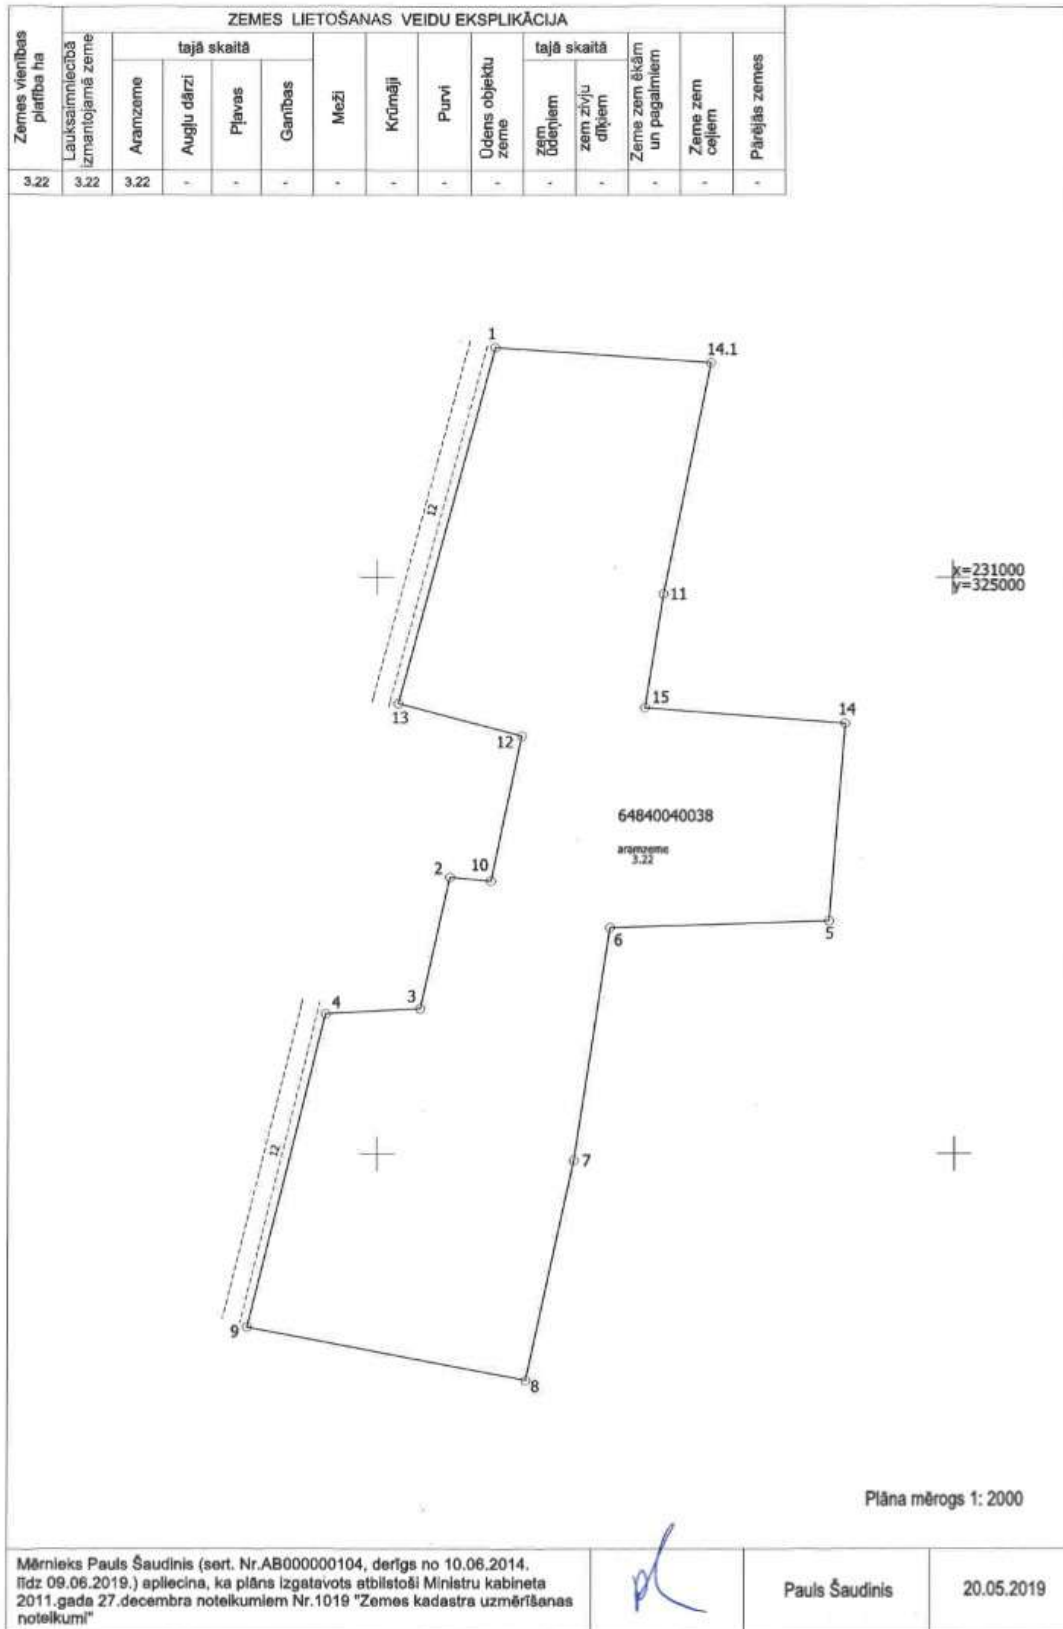 ZEMES LIETOŠANAS VEIDU EKSPLIKĀCIJA
Zemes vienības
platība ha
Lauksaimniecībā
izmantojamā zeme
tajā skaitā
Aramzeme
Augļu dārzi
Pļavas
Ganības
Meži
Krūmāji
Purvi
Ūdens objektu
zeme
tajā skaitā
zem
ūdeņiem
zem zivju
dīķiem
Zeme zem ēkām
un pagalmiem
Zeme zem
ceļiem
Pārējās zemes
3.22 3.22 3.22 - - - - - - - - - - - -
1
14.1
12
x=231000
y=325000
11
15
13
14
12
64840040038
aramzeme
3.22
2
10
6
5
4
3
12
7
9
8
Plāna mērogs 1: 2000
Mērnieks Pauls Šaudinis (sert. Nr.AB000000104, derīgs no 10.06.2014.
līdz 09.06.2019.) apliecina, ka plāns izgatavots atbilstoši Ministru kabineta
2011.gada 27.decembra noteikumiem Nr.1019 "Zemes kadastra uzmērīšanas
noteikumi"
Pauls Šaudinis
20.05.2019